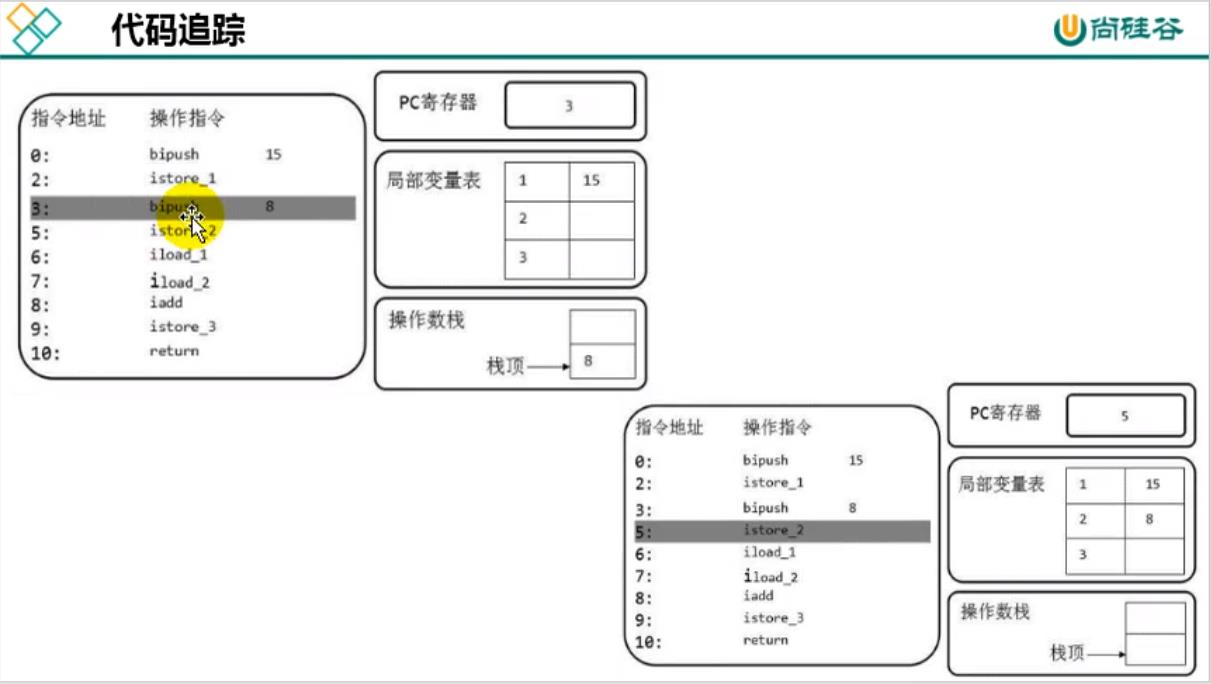 代码追踪
尚硅谷
指令地址 操作指令
0: bipush 15
2: istore_1
3: bipush 8
5: istore_2
6: iload_1
7: iload_2
8: iadd
9: istore_3
10: return
PC寄存器 3
局部变量表 1 15
2
3
操作数栈
栈顶 8
指令地址 操作指令
0: bipush 15
2: istore_1
3: bipush 8
5: istore_2
6: iload_1
7: iload_2
8: iadd
9: istore_3
10: return
PC寄存器 5
局部变量表 1 15
2 8
3
操作数栈
栈顶